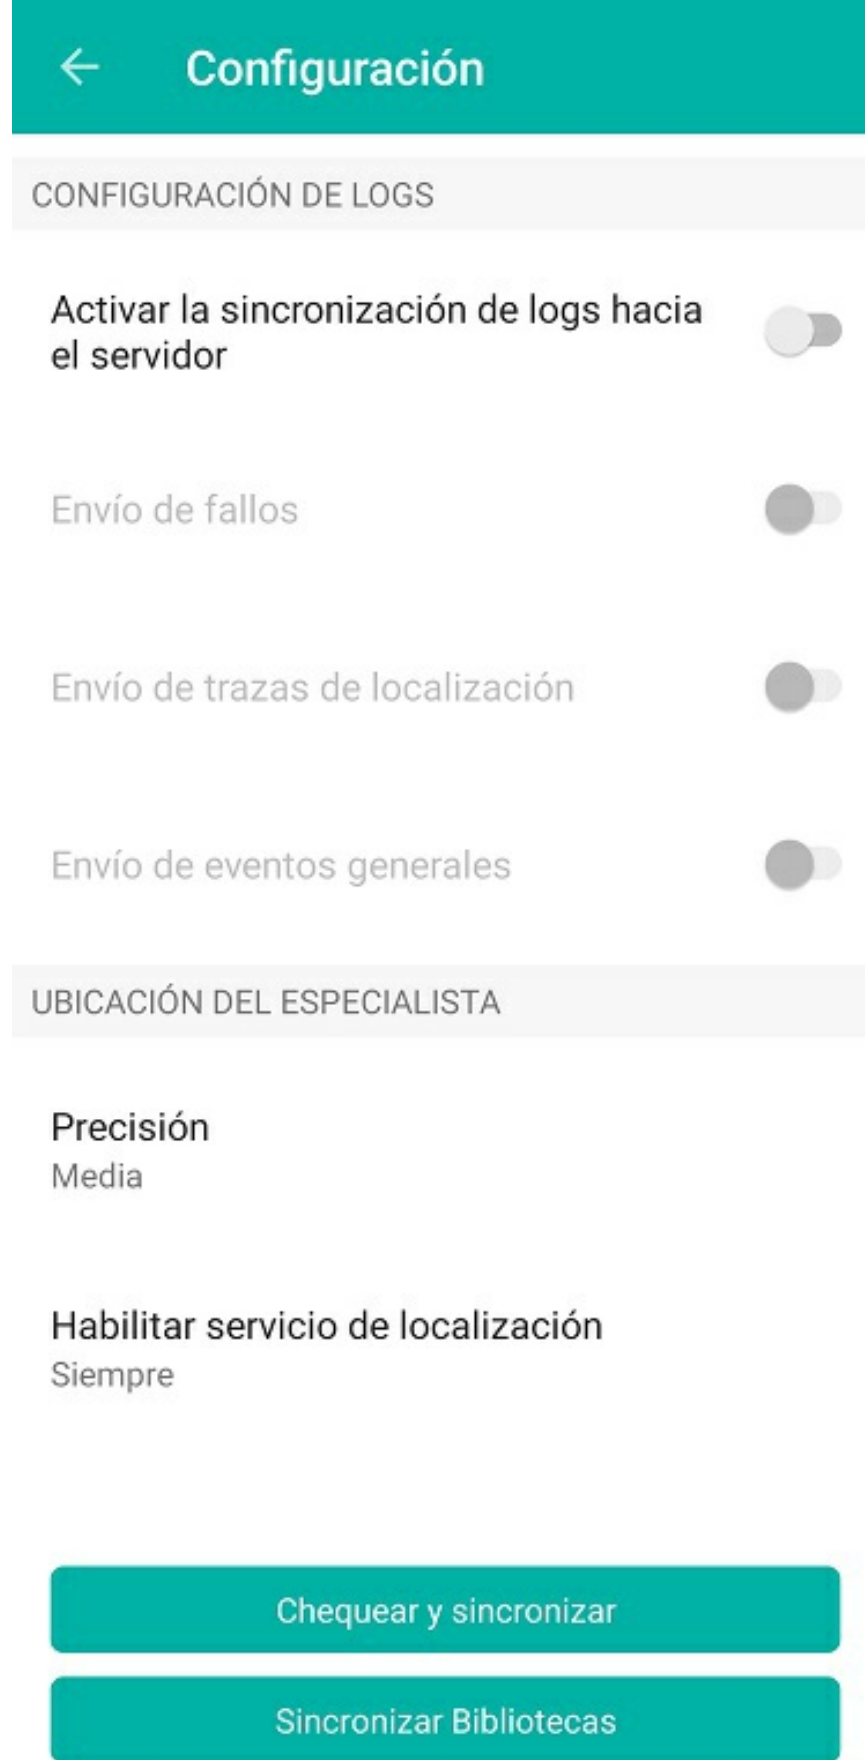 Configuración
CONFIGURACIÓN DE LOGS
Activar la sincronización de logs hacia
el servidor
Envío de fallos
Envío de trazas de localización
Envío de eventos generales
UBICACIÓN DEL ESPECIALISTA
Precisión
Media
Habilitar servicio de localización
Siempre
Chequear y sincronizar
Sincronizar Bibliotecas